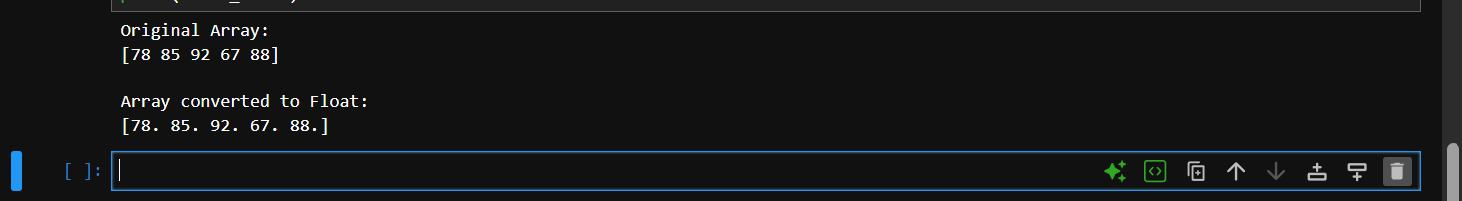 Original Array:
[78 85 92 67 88]
Array converted to Float:
[78. 85. 92. 67. 88.]
[ ]: